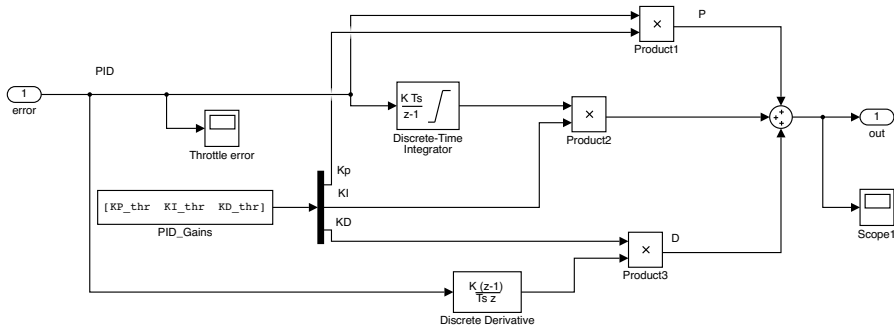 P
×
Product1
PID
1
error
K Ts
z-1
Discrete-Time
Integrator
×
Product2
+
+
+
1
out
Throttle error
Kp
KI
KD
[KP_thr KI_thr KD_thr]
PID_Gains
Scope1
D
×
Product3
K (z-1)
Ts z
Discrete Derivative